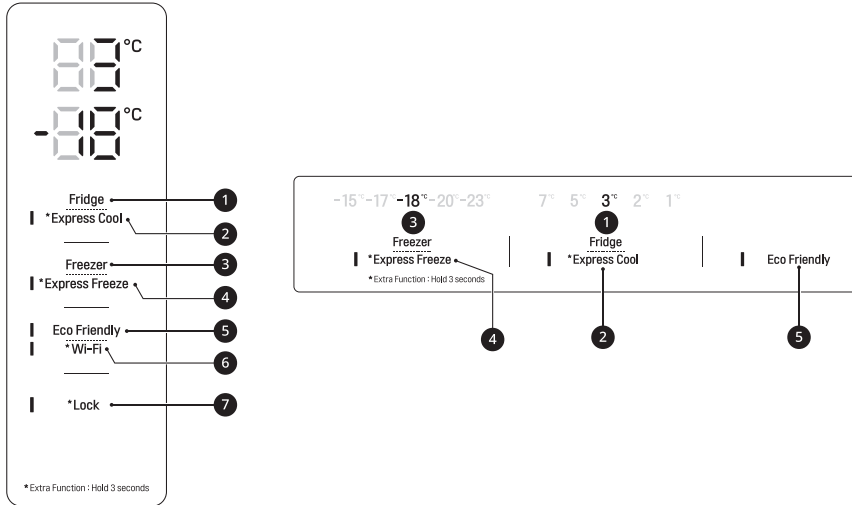 3 °C
-18 °C
Fridge
*Express Cool
Freezer
*Express Freeze
Eco Friendly
*Wi-Fi
*Lock
*Extra Function : Hold 3 seconds
1
2
3
4
5
6
7
-15°C -17°C -18°C -20°C -23°C 7°C 5°C 3°C 2°C 1°C
3 1
Freezer Fridge
*Express Freeze *Express Cool Eco Friendly
*Extra Function : Hold 3 seconds
4 2 5